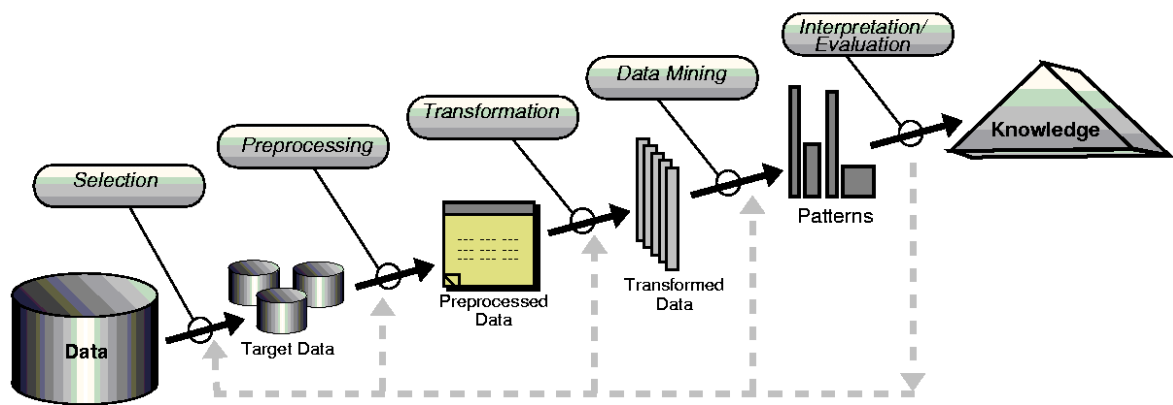 Interpretation/
Evaluation
Data Mining
Transformation
Preprocessing
Selection
Knowledge
Patterns
Transformed
Data
Preprocessed
Data
Target Data
Data